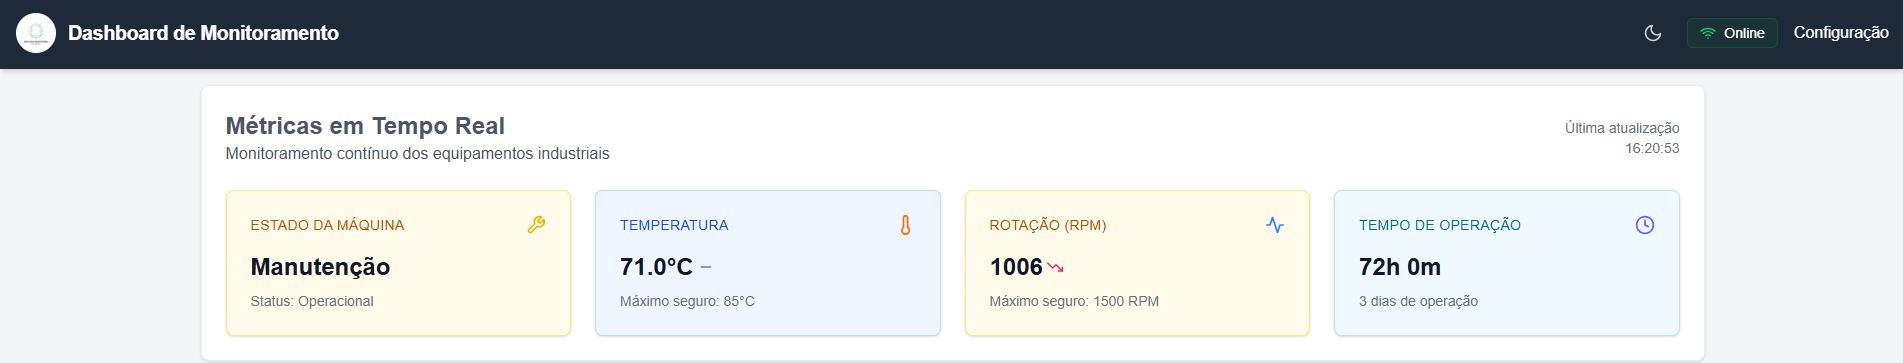 Dashboard de Monitoramento
Online
Configuração
Métricas em Tempo Real
Monitoramento contínuo dos equipamentos industriais
Última atualização
16:20:53
ESTADO DA MÁQUINA
Manutenção
Status: Operacional
TEMPERATURA
71.0°C
Máximo seguro: 85°C
ROTAÇÃO (RPM)
1006
Máximo seguro: 1500 RPM
TEMPO DE OPERAÇÃO
72h 0m
3 dias de operação